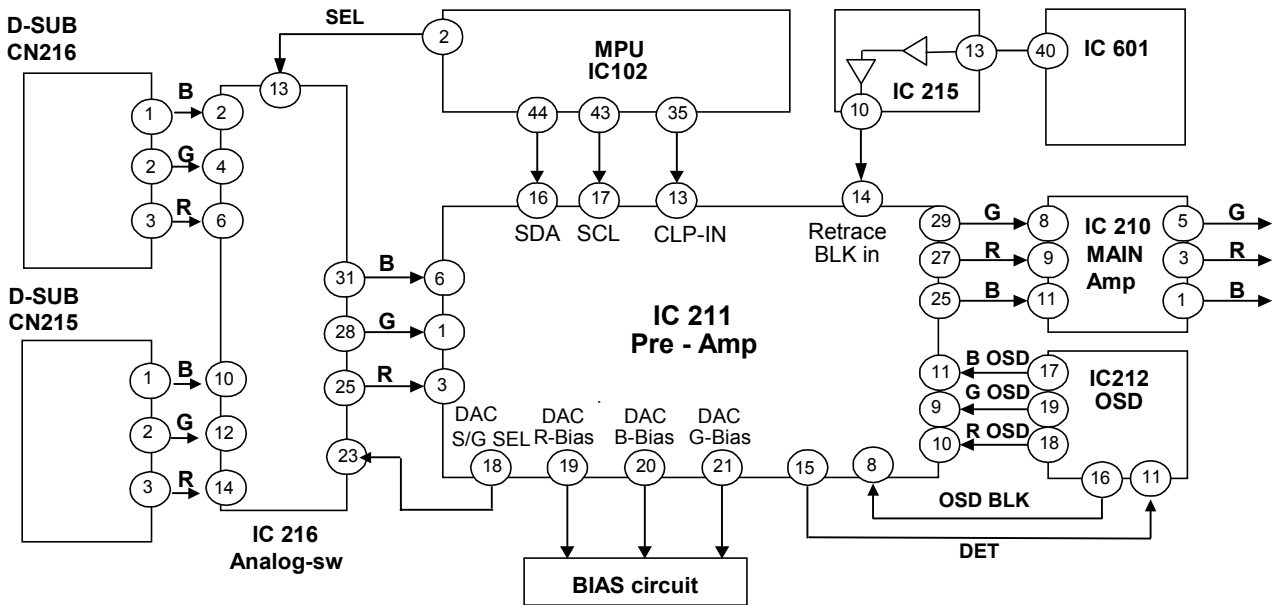 D-SUB
CN216
SEL
2
MPU
IC102
13
40
IC 601
13
IC 215
1
B
2
44
43
35
10
2
G
4
3
R
6
16
17
13
14
SDA
SCL
CLP-IN
Retrace
BLK in
29
G
8
IC 210
MAIN
Amp
5
G
27
R
9
3
R
25
B
11
1
B
31
B
6
28
G
1
25
R
3
IC 211
Pre - Amp
D-SUB
CN215
1
B
10
2
G
12
3
R
14
23
11
B OSD
17
IC212
OSD
9
G OSD
19
10
R OSD
18
DAC
S/G SEL
DAC
R-Bias
DAC
B-Bias
DAC
G-Bias
18
19
20
21
15
8
16
11
OSD BLK
DET
IC 216
Analog-sw
BIAS circuit